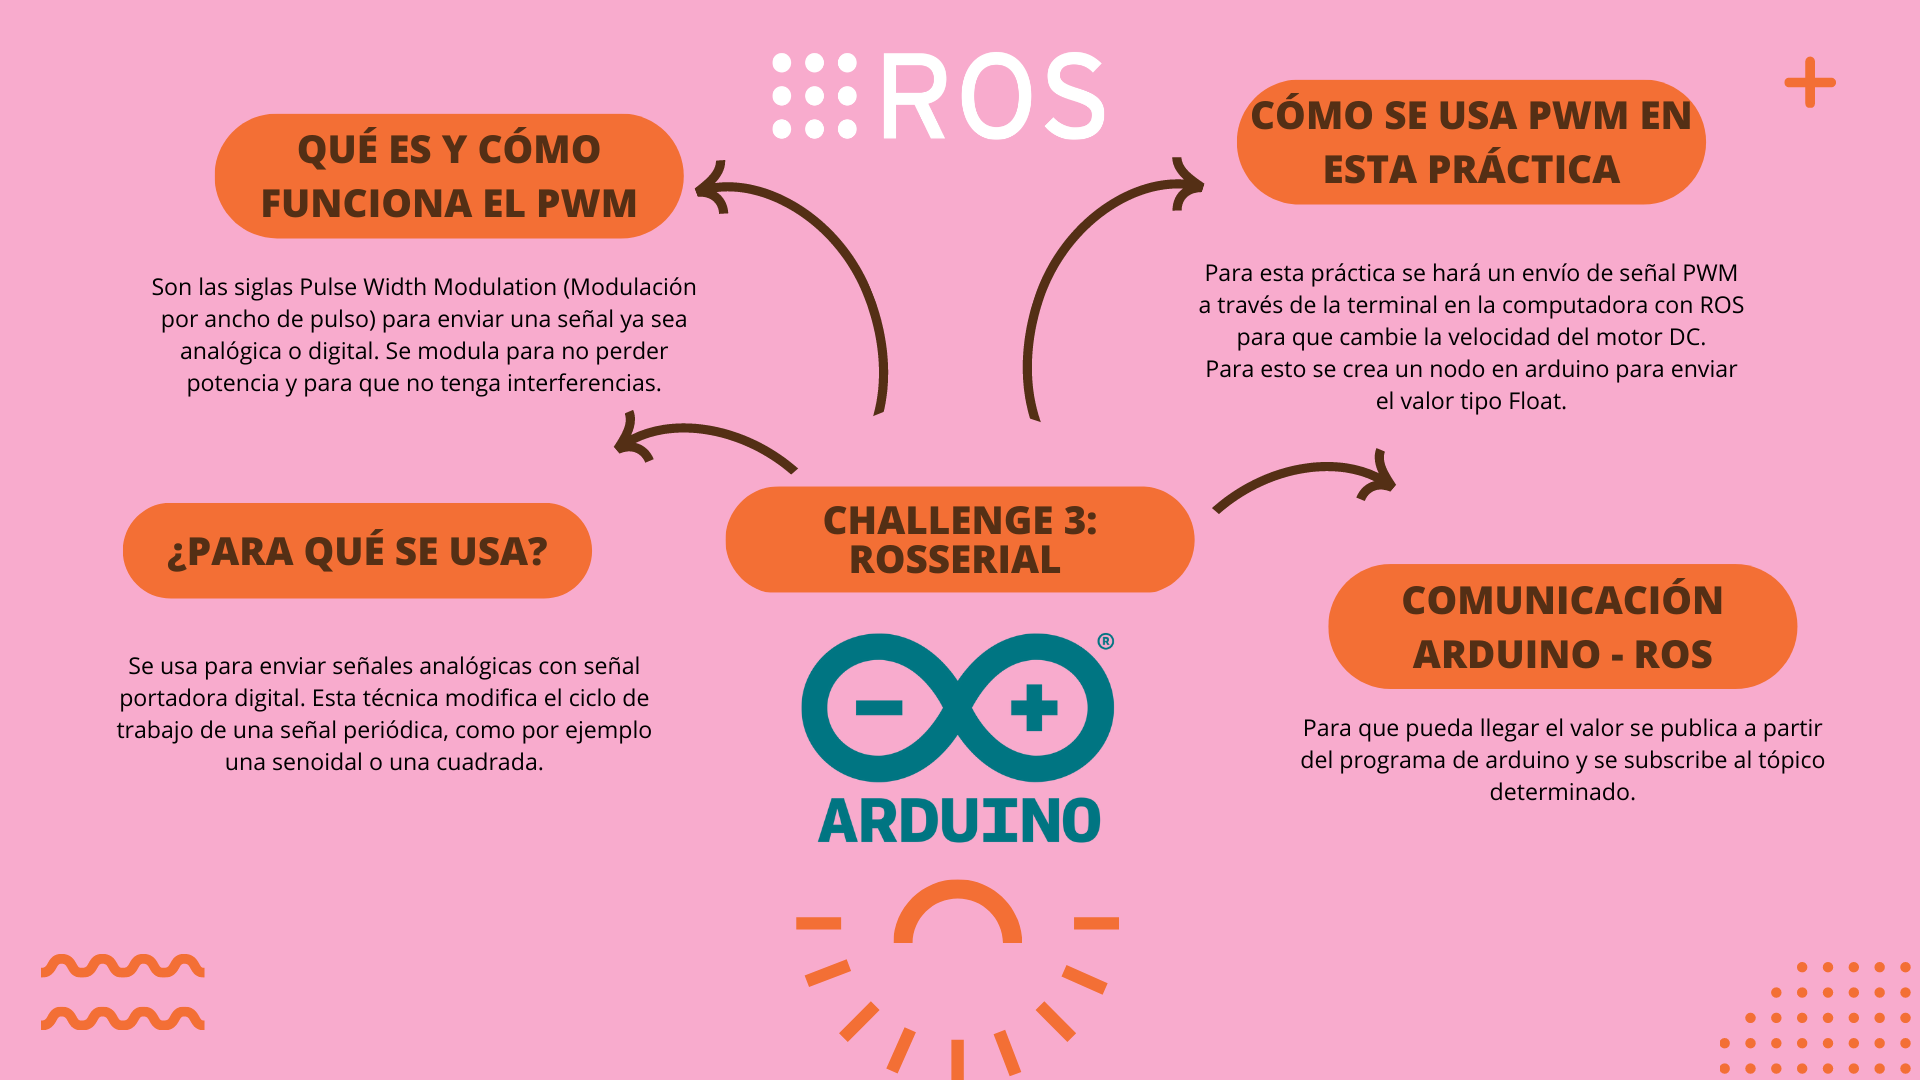 ROS
QUÉ ES Y CÓMO
FUNCIONA EL PWM
Son las siglas Pulse Width Modulation (Modulación
por ancho de pulso) para enviar una señal ya sea
analógica o digital. Se modula para no perder
potencia y para que no tenga interferencias.
CÓMO SE USA PWM EN
ESTA PRÁCTICA
Para esta práctica se hará un envío de señal PWM
a través de la terminal en la computadora con ROS
para que cambie la velocidad del motor DC.
Para esto se crea un nodo en arduino para enviar
el valor tipo Float.
¿PARA QUÉ SE USA?
Se usa para enviar señales analógicas con señal
portadora digital. Esta técnica modifica el ciclo de
trabajo de una señal periódica, como por ejemplo
una senoidal o una cuadrada.
CHALLENGE 3:
ROSSERIAL
®
ARDUINO
COMUNICACIÓN
ARDUINO - ROS
Para que pueda llegar el valor se publica a partir
del programa de arduino y se subscribe al tópico
determinado.